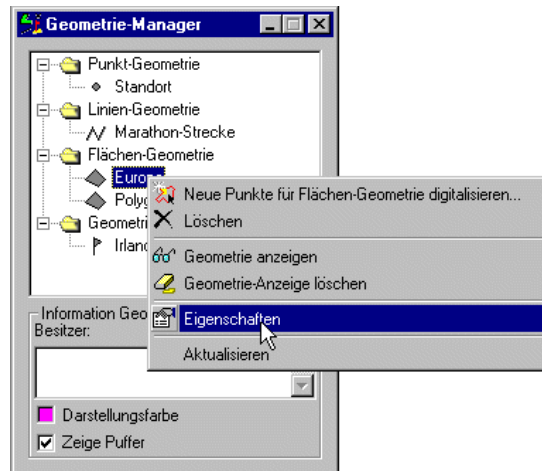 Geometrie-Manager
Punkt-Geometrie
Standort
Linien-Geometrie
Marathon-Strecke
Flächen-Geometrie
Europ
Polyg
Geometri
Irland
Neue Punkte für Flächen-Geometrie digitalisieren...
Löschen
Geometrie anzeigen
Geometrie-Anzeige löschen
Eigenschaften
Aktualisieren
Information Geo
Besitzer:
Darstellungsfarbe
Zeige Puffer